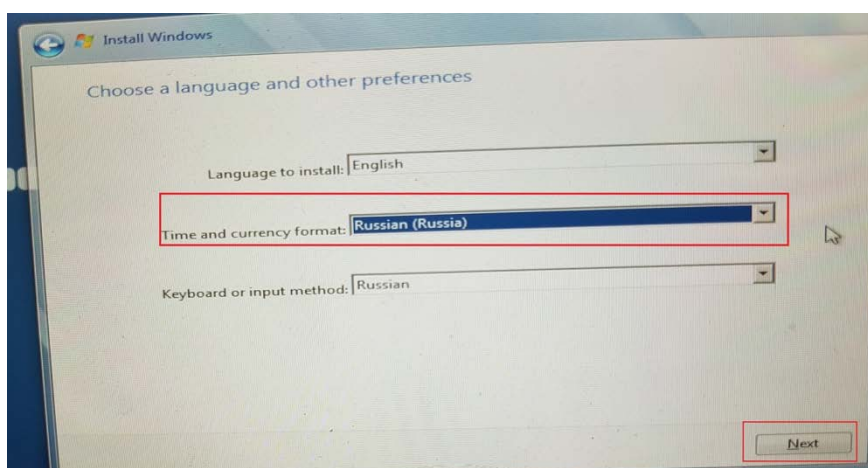 Install Windows
Choose a language and other preferences
Language to install: English
Time and currency format: Russian (Russia)
Keyboard or input method: Russian
Next